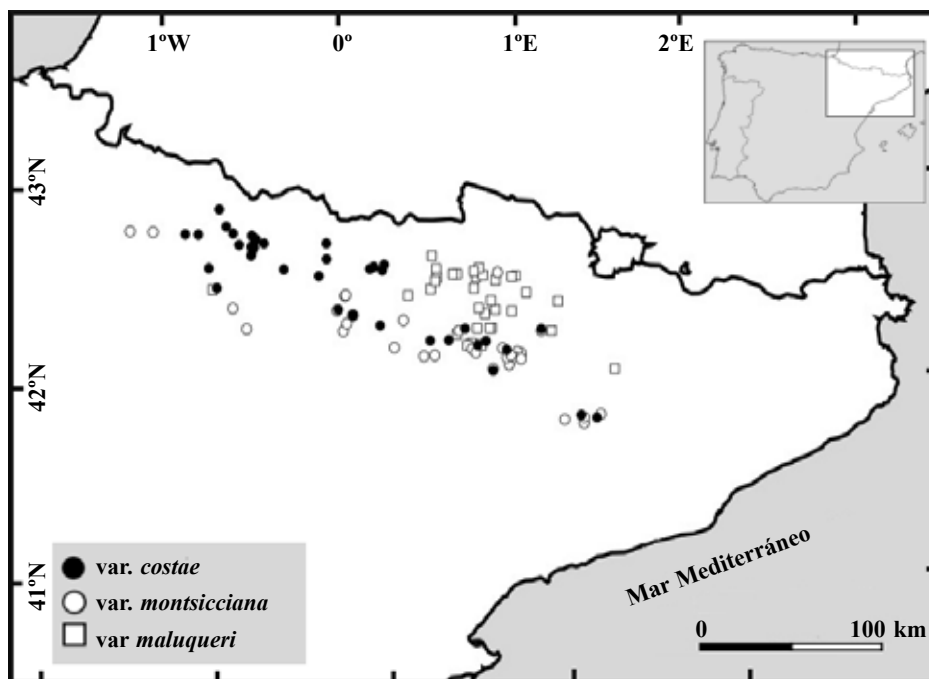 1ºW 0º 1ºE 2ºE
43ºN
42ºN
41ºN
var. costae
var. montsicciana
var maluqueri
Mar Mediterráneo
0 100 km